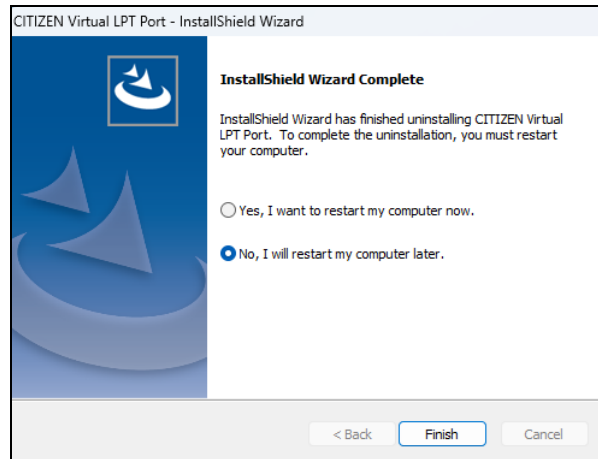 CITIZEN Virtual LPT Port - InstallShield Wizard
InstallShield Wizard Complete
InstallShield Wizard has finished uninstalling CITIZEN Virtual
LPT Port. To complete the uninstallation, you must restart
your computer.
Yes, I want to restart my computer now.
No, I will restart my computer later.
< Back Finish Cancel